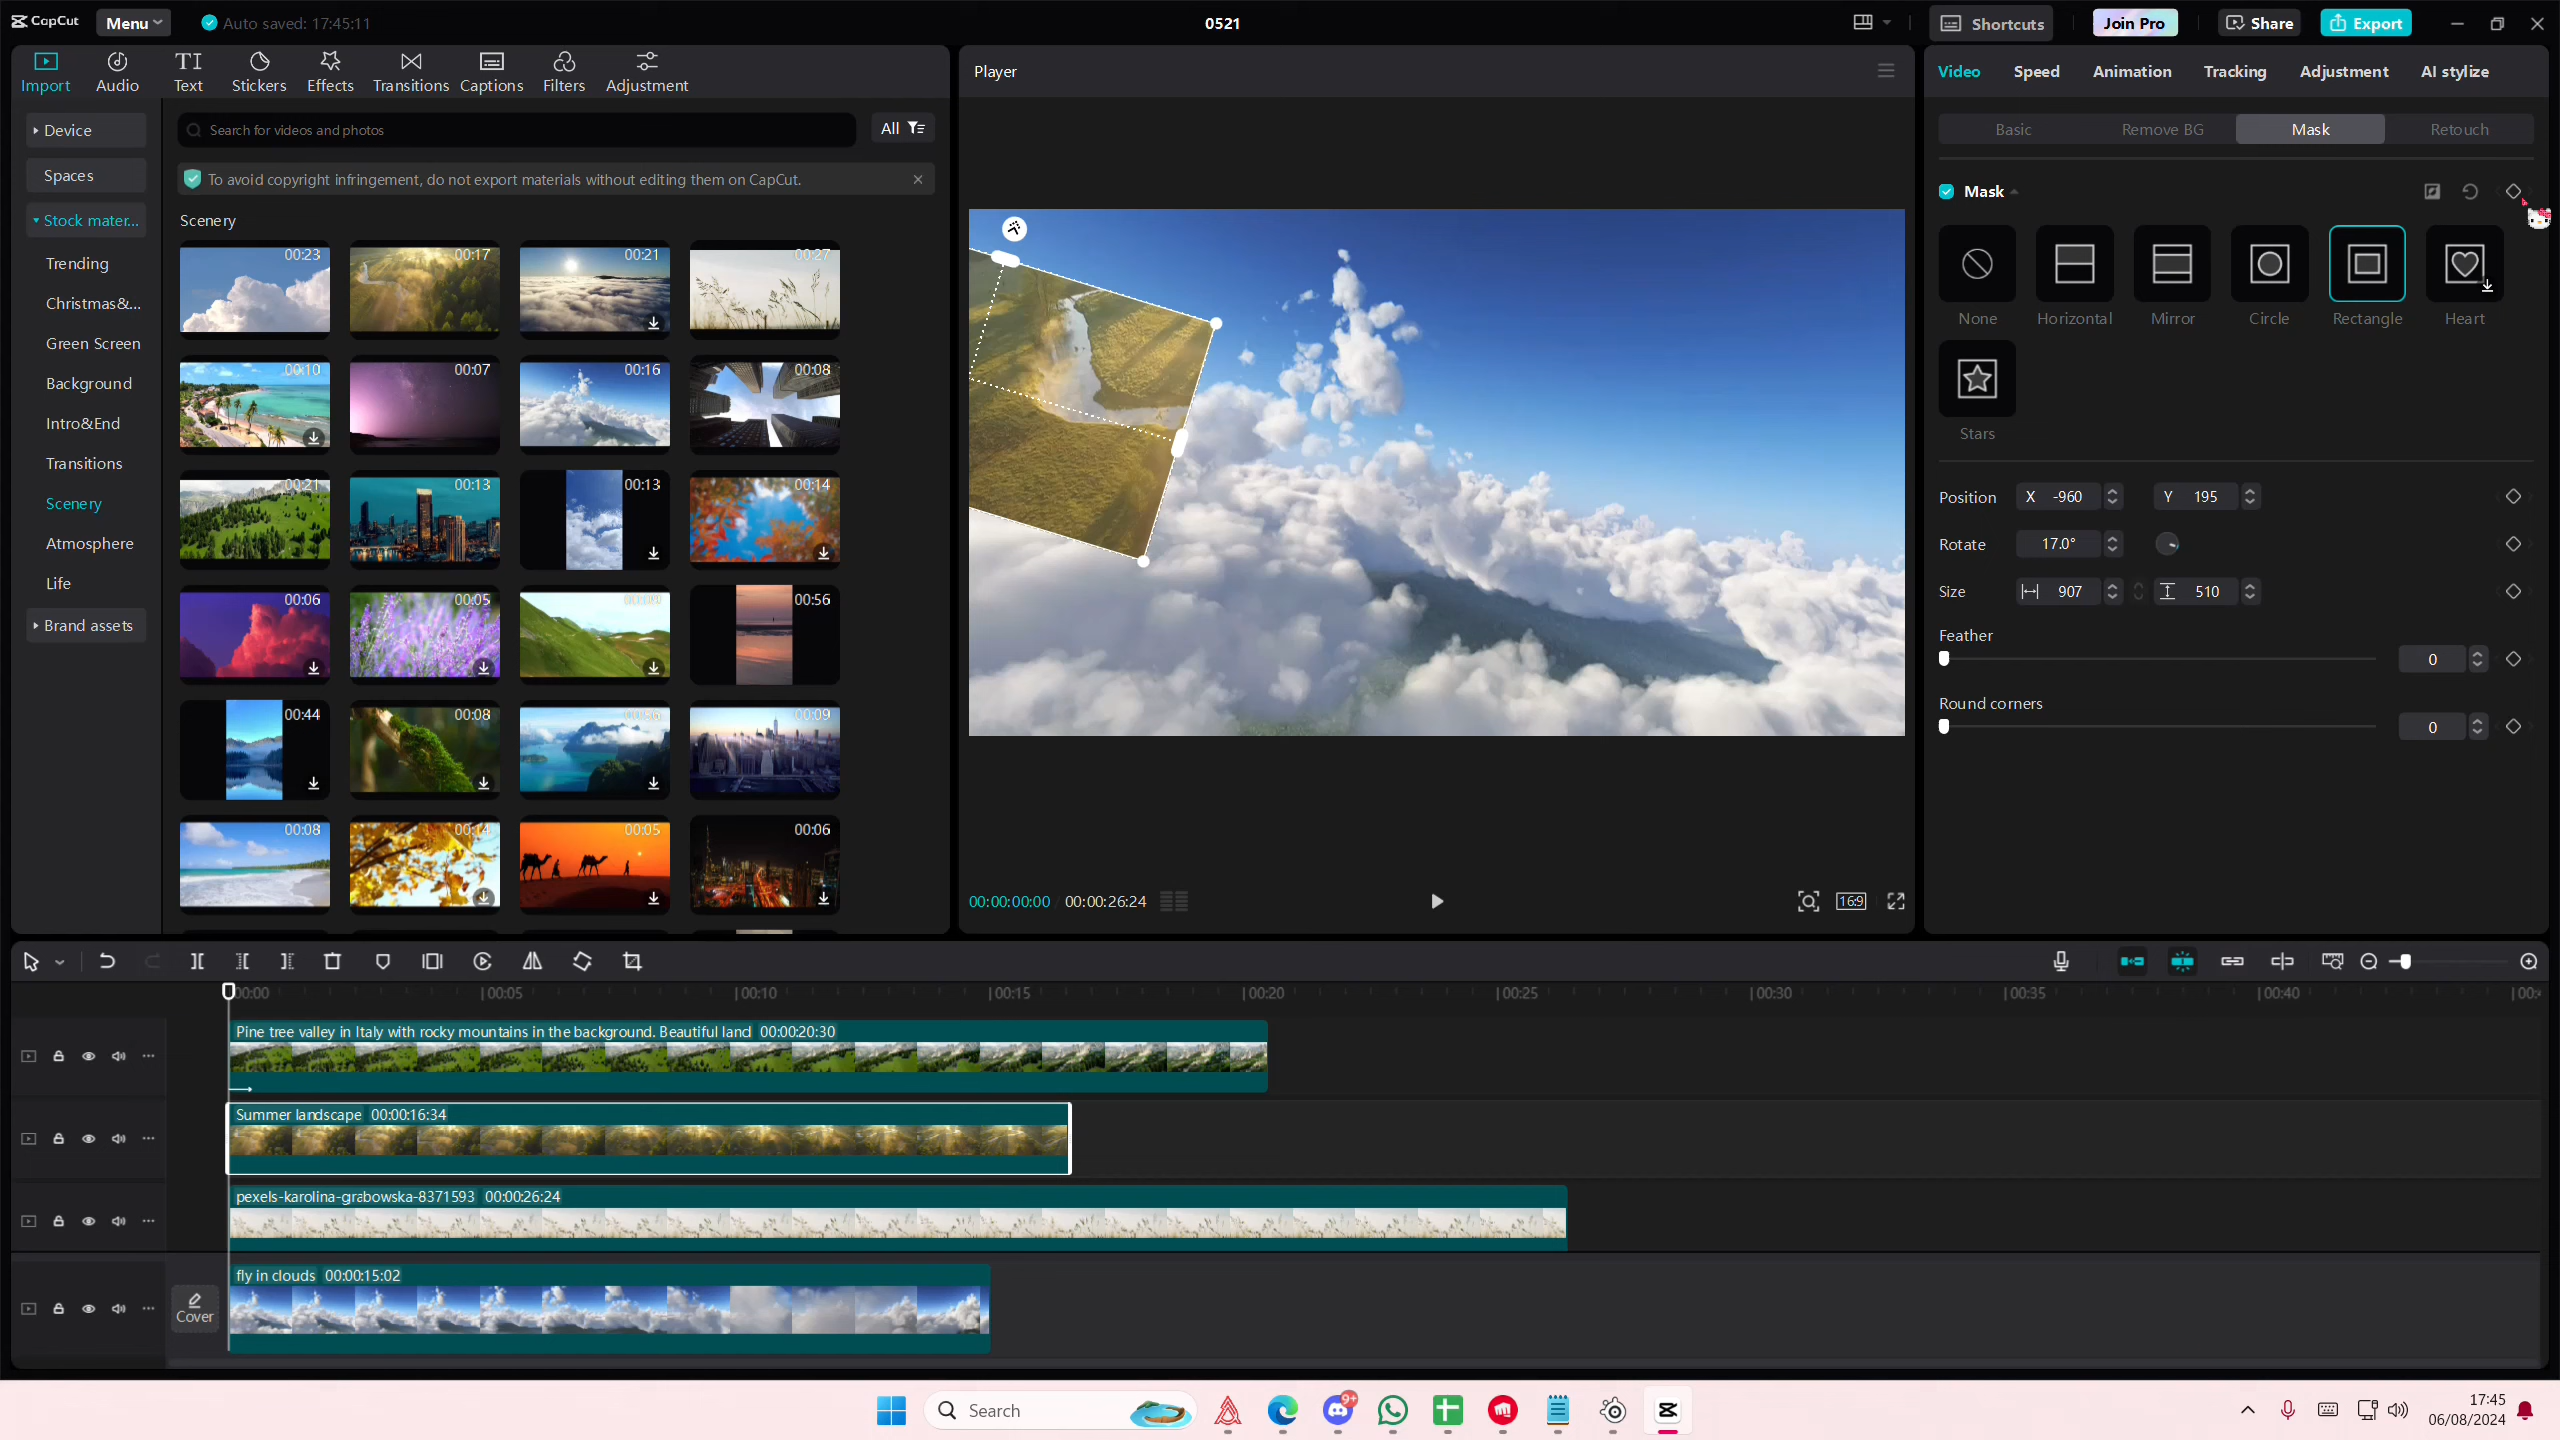 CapCut
Menu
Auto saved: 17:45:11
0521
Shortcuts
Join Pro
Share
Export
Import
Audio
Text
Stickers
Effects
Transitions
Captions
Filters
Adjustment
Player
Video
Speed
Animation
Tracking
Adjustment
AI stylize
Device
Spaces
Stock mater...
Trending
Christmas&...
Green Screen
Background
Intro&End
Transitions
Scenery
Atmosphere
Life
Brand assets
Search for videos and photos
All
To avoid copyright infringement, do not export materials without editing them on CapCut.
Scenery
00:23
00:17
00:21
00:27
00:10
00:07
00:16
00:08
00:21
00:13
00:13
00:14
00:06
00:05
00:56
00:44
00:08
00:09
00:08
00:14
00:05
00:06
00:00:00:00
00:00:26:24
16:9
Basic
Remove BG
Mask
Retouch
Mask
None
Horizontal
Mirror
Circle
Rectangle
Heart
Stars
Position X -960 Y 195
Rotate 17.0°
Size 907 510
Feather
0
Round corners
0
00:00
00:05
00:10
00:15
00:20
00:25
00:30
00:35
00:40
Pine tree valley in Italy with rocky mountains in the background. Beautiful land 00:00:20:30
Summer landscape 00:00:16:34
pexels-karolina-grabowska-8371593 00:00:26:24
Cover
fly in clouds 00:00:15:02
Search
9+
17:45
06/08/2024